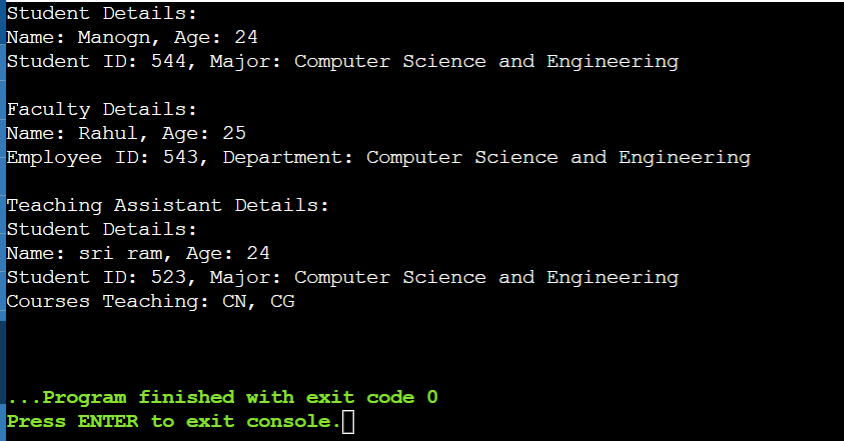 Student Details:
Name: Manogn, Age: 24
Student ID: 544, Major: Computer Science and Engineering
Faculty Details:
Name: Rahul, Age: 25
Employee ID: 543, Department: Computer Science and Engineering
Teaching Assistant Details:
Student Details:
Name: sri ram, Age: 24
Student ID: 523, Major: Computer Science and Engineering
Courses Teaching: CN, CG
...Program finished with exit code 0
Press ENTER to exit console.